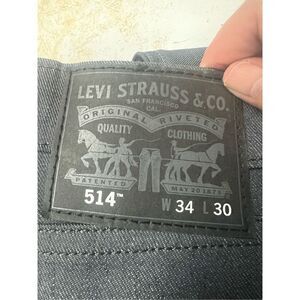 LEVI STRAUSS & CO.
SAN FRANCISCO
CAL.
ORIGINAL RIVETED
QUALITY CLOTHING
PATENTED MAY 20 1873
514™ W 34 L 30